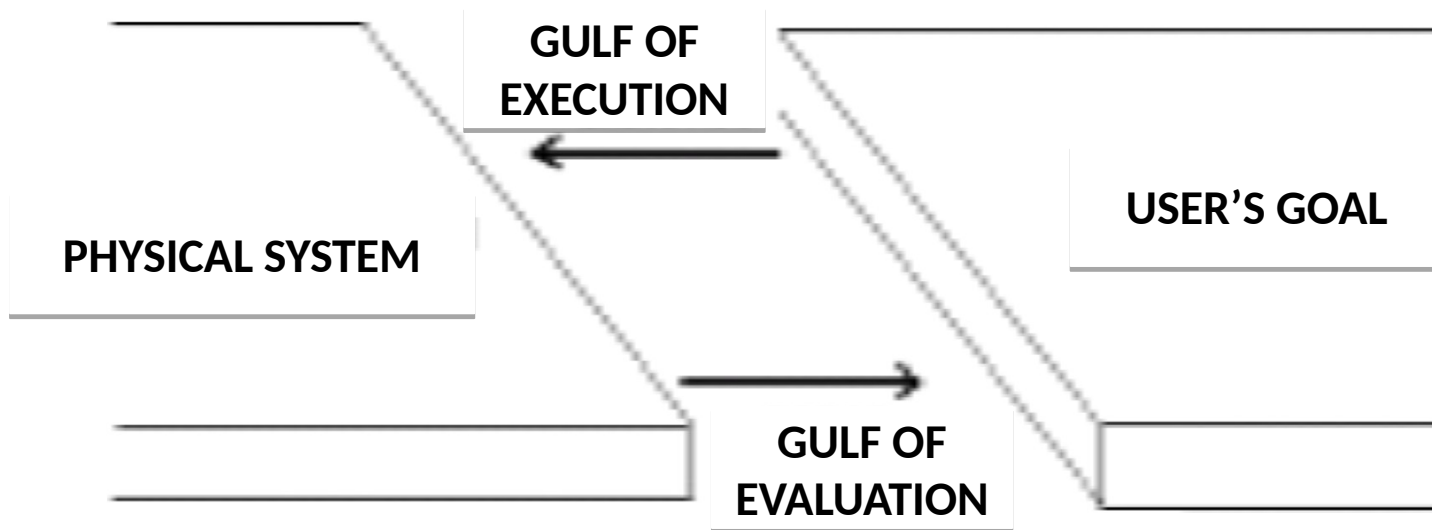 GULF OF
EXECUTION
USER’S GOAL
PHYSICAL SYSTEM
GULF OF
EVALUATION